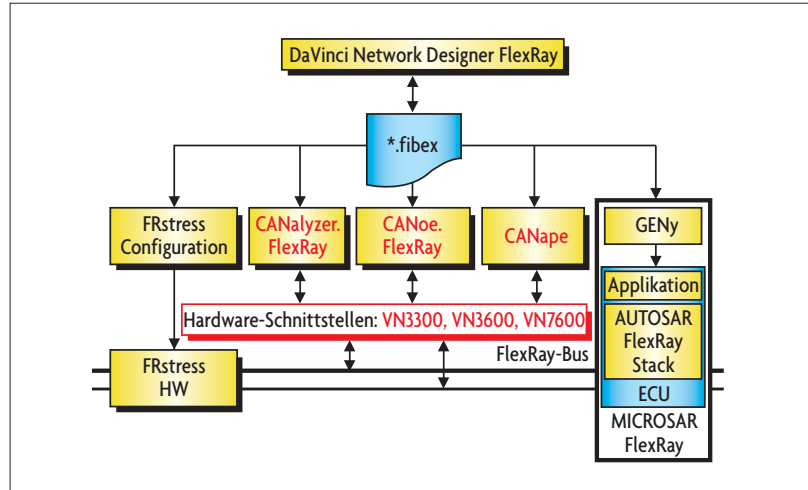 DaVinci Network Designer FlexRay
*.fibex
FRstress
Configuration
CANalyzer.
FlexRay
CANoe.
FlexRay
CANape
GENy
Applikation
AUTOSAR
FlexRay
Stack
ECU
MICROSAR
FlexRay
Hardware-Schnittstellen: VN3300, VN3600, VN7600
FlexRay-Bus
FRstress
HW